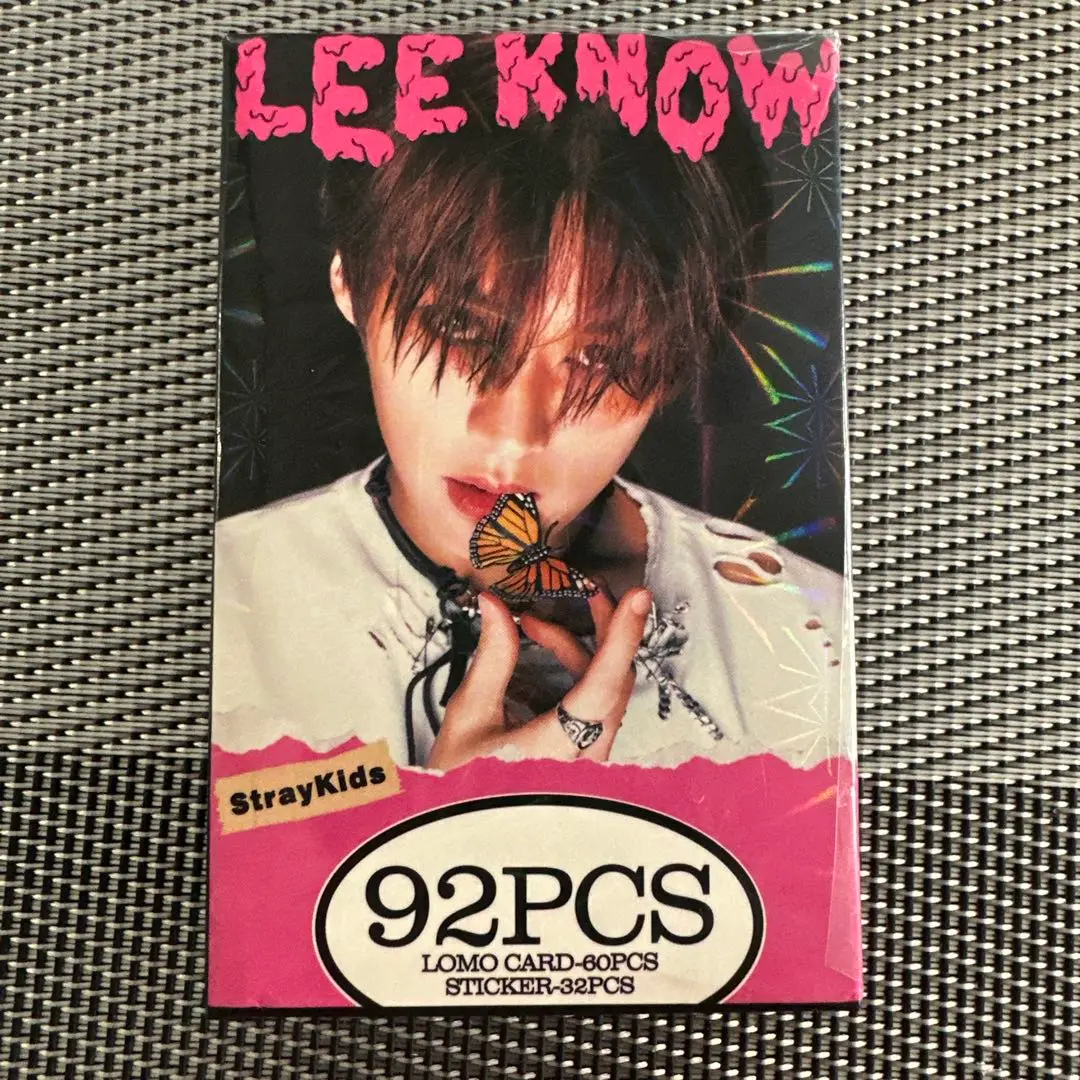 LEE KNOW
StrayKids
92PCS
LOMO CARD-60PCS
STICKER-32PCS